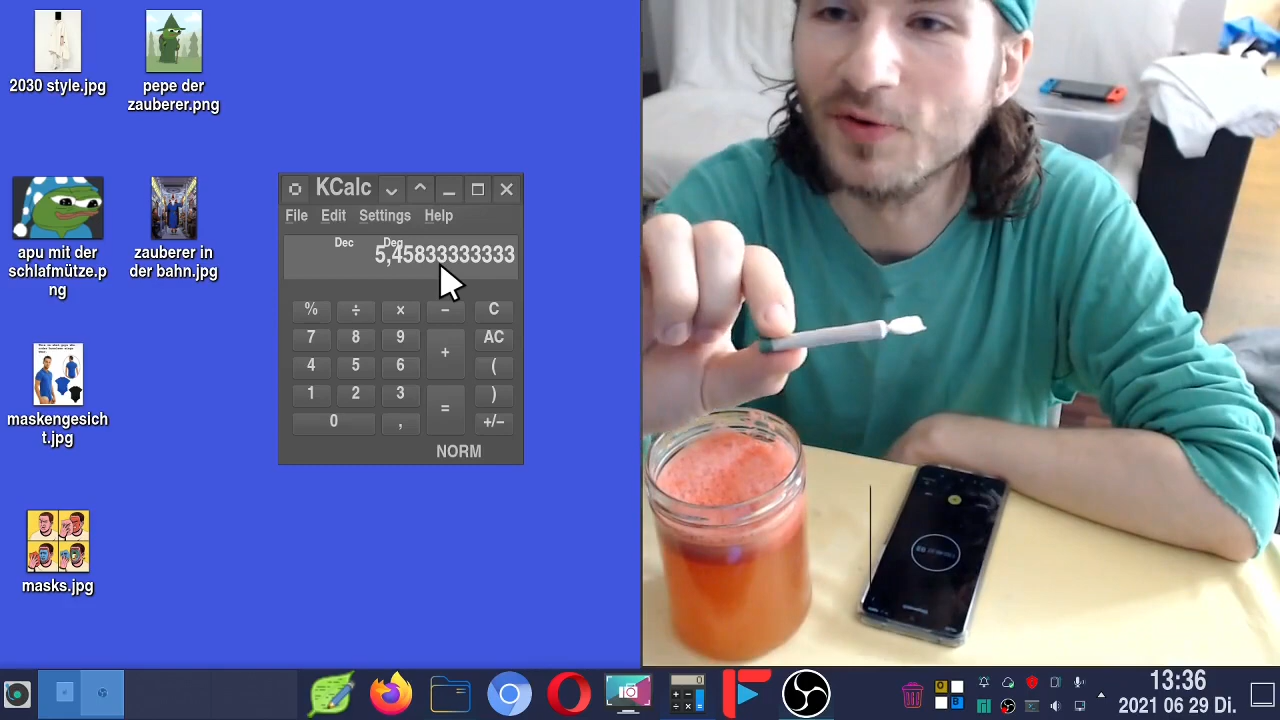 2030 style.jpg
pepe der
zauberer.png
apu mit der
schlafmütze.p
ng
zauberer in
der bahn.jpg
maskengesich
t.jpg
masks.jpg
KCalc
File Edit Settings Help
Dec Deg
5,45833333333
% ÷ × − C
7 8 9 + AC
4 5 6 (
1 2 3 = )
0 , +/−
NORM
13:36
2021 06 29 Di.